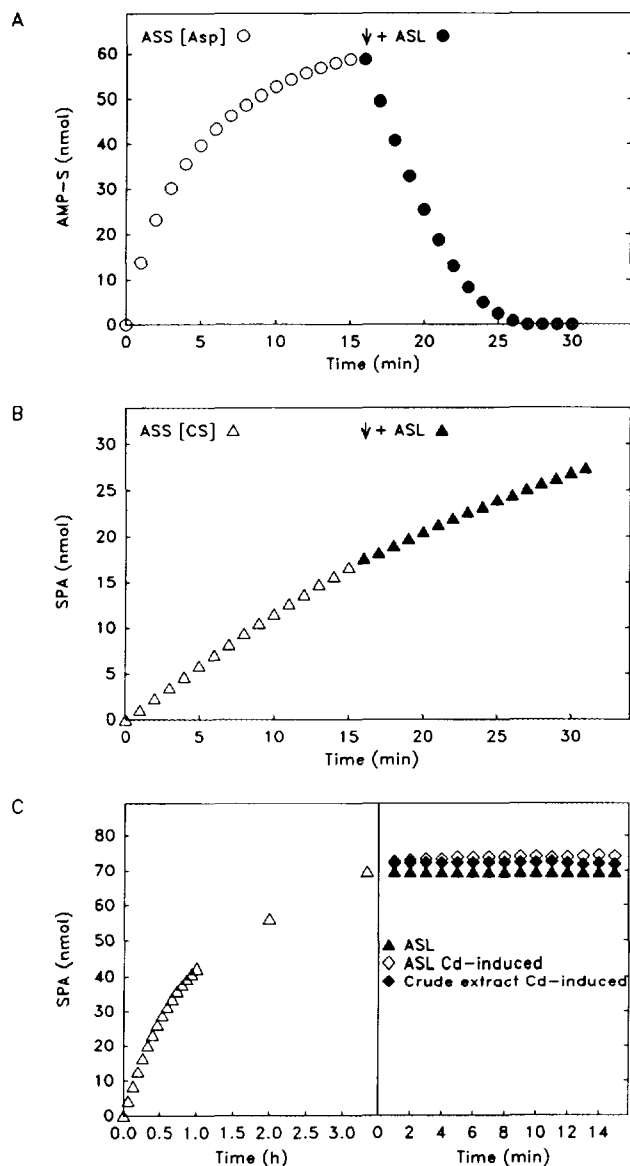 A
ASS [Asp] ○ ↓ + ASL ●
60
50
40
30
20
10
0
AMP-S (nmol)
0 5 10 15 20 25 30
Time (min)
B
ASS [CS] △ ↓ + ASL ▲
30
25
20
15
10
5
0
SPA (nmol)
0 5 10 15 20 25 30
Time (min)
C
80
70
60
50
40
30
20
10
0
SPA (nmol)
▲ ASL
◇ ASL Cd-induced
◆ Crude extract Cd-induced
0.0 0.5 1.0 1.5 2.0 2.5 3.0 0 2 4 6 8 10 12 14
Time (h) Time (min)